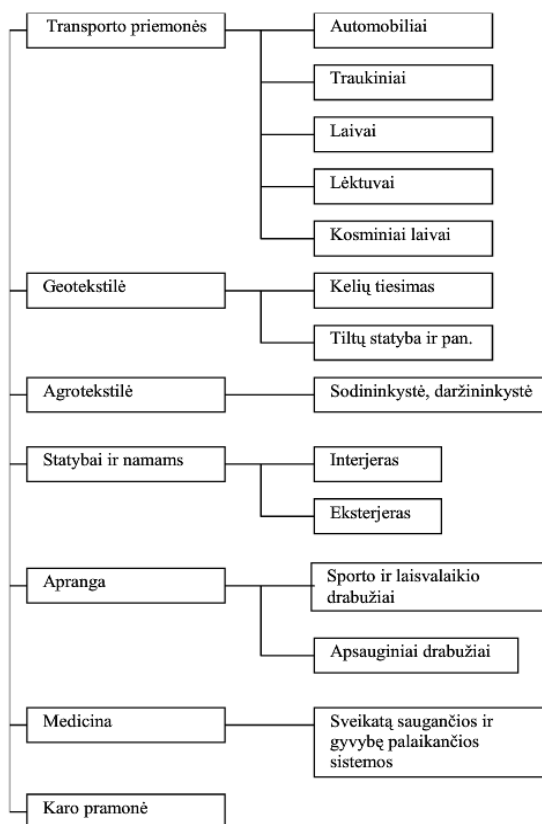 Transporto priemonės
Automobiliai
Traukiniai
Laivai
Lėktuvai
Kosminiai laivai
Geotekstilė
Kelių tiesimas
Tiltų statyba ir pan.
Agrotekstilė
Sodininkystė, daržininkystė
Statybai ir namams
Interjeras
Eksterjeras
Apranga
Sporto ir laisvalaikio
drabužiai
Apsauginiai drabužiai
Medicina
Sveikatą saugančios ir
gyvybę palaikančios
sistemos
Karo pramonė